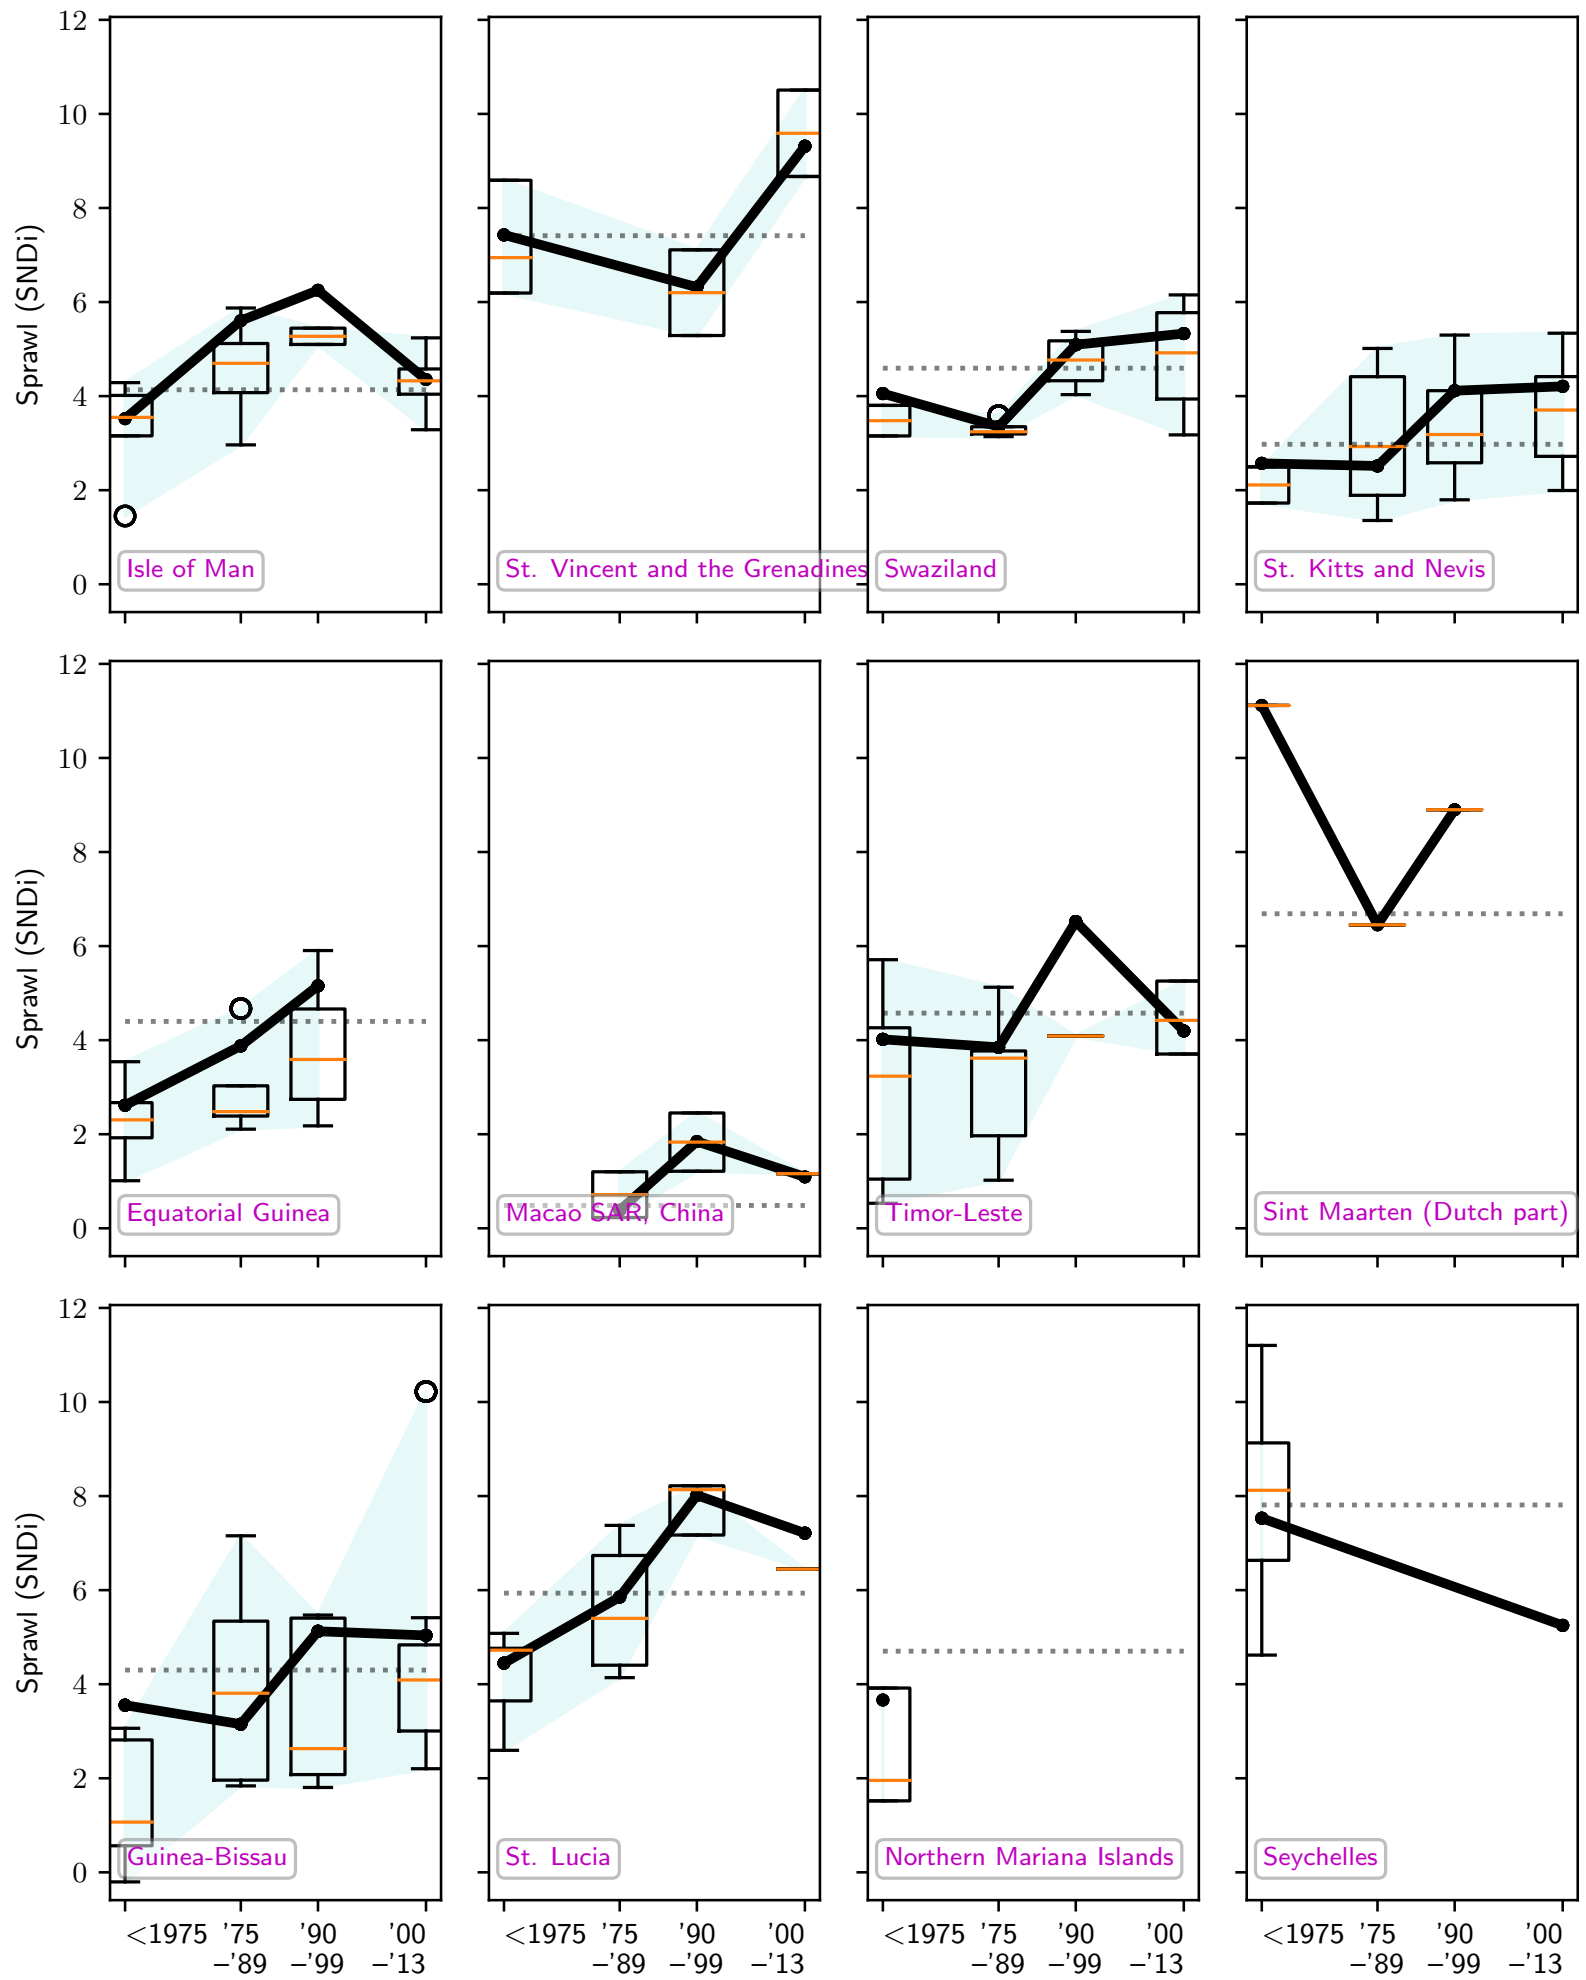 12
10
8
6
4
2
0
Sprawl (SNDi)
Isle of Man
St. Vincent and the Grenadines
Swaziland
St. Kitts and Nevis
12
10
8
6
4
2
0
Sprawl (SNDi)
Equatorial Guinea
Macao SAR, China
Timor-Leste
Sint Maarten (Dutch part)
12
10
8
6
4
2
0
Sprawl (SNDi)
Guinea-Bissau
St. Lucia
Northern Mariana Islands
Seychelles
<1975 '75 '90 '00
–'89 –'99 –'13
<1975 '75 '90 '00
–'89 –'99 –'13
<1975 '75 '90 '00
–'89 –'99 –'13
<1975 '75 '90 '00
–'89 –'99 –'13